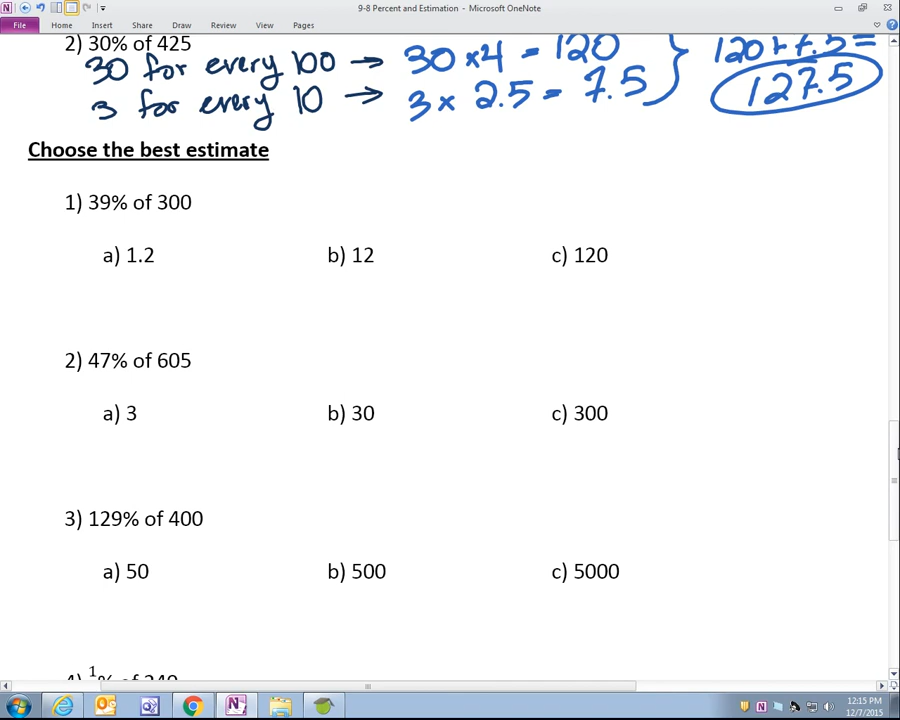 9-8 Percent and Estimation - Microsoft OneNote
File Home Insert Share Draw Review View Pages
2) 30% of 425
30 for every 100 → 30 x 4 = 120
3 for every 10 → 3 x 2.5 = 7.5
120 + 7.5 =
127.5
Choose the best estimate
1) 39% of 300
a) 1.2 b) 12 c) 120
2) 47% of 605
a) 3 b) 30 c) 300
3) 129% of 400
a) 50 b) 500 c) 5000
12:15 PM
12/7/2015